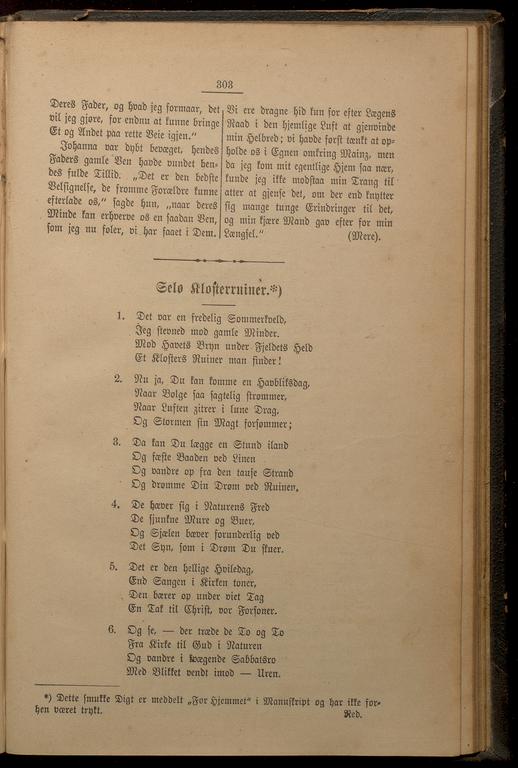 303
Deres Fader, og hvad jeg formaar, det
vil jeg gjøre, for endnu at kunne bringe
Et og Andet paa rette Veie igjen."
Johanna var dybt bevæget, hendes
Faders gamle Ven havde vundet hen-
des fulde Tillid. „Det er den bedste
Velsignelse, de fromme Forældre kunne
efterlade os," sagde hun, „naar deres
Minde kan erhverve os en saadan Ven,
som jeg nu føler, vi har faaet i Dem.
Vi ere dragne hid kun for efter Lægens
Raad i den hjemlige Luft at gjenvinde
min Helbred; vi havde først tænkt at op-
holde os i Egnen omkring Mainz, men
da jeg kom mit egentlige Hjem saa nær,
kunde jeg ikke modstaa min Trang til
atter at gjense det, om der end knytter
sig mange tunge Erindringer til det,
og min kjære Mand gav efter for min
Længsel."
(Mere).
Selø Klosterruiner.*)
1. Det var en fredelig Sommerkveld,
Jeg stevned mod gamle Minder.
Mod Havets Bryn under Fjeldets Held
Et Klosters Ruiner man finder!
2. Nu ja, Du kan komme en Havbliksdag,
Naar Bølge saa sagtelig strømmer,
Naar Luften zitrer i lune Drag,
Og Stormen sin Magt forsømmer;
3. Da kan Du lægge en Stund iland
Og fæste Baaden ved Linen
Og vandre op fra den tause Strand
Og drømme Din Drøm ved Ruinen.
4. De hæver sig i Naturens Fred
De sjunkne Mure og Buer,
Og Sjælen bæver forunderlig ved
Det Syn, som i Drøm Du skuer.
5. Det er den hellige Hviledag,
End Sangen i Kirken toner,
Den bærer op under viet Tag
En Tak til Christ, vor Forsoner.
6. Og se, — der træde de To og To
Fra Kirke til Gud i Naturen
Og vandre i kvægende Sabbatsro
Med Blikket vendt imod — Uren.
*) Dette smukke Digt er meddelt „For Hjemmet" i Manuskript og har ikke før-
hen været trykt.
Red.